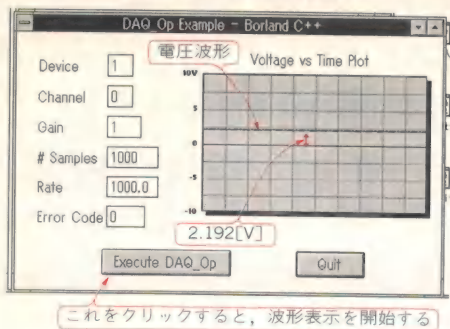 DAQ_Op Example - Borland C++
Device 1
電圧波形
Voltage vs Time Plot
Channel 0
10V
5
0
-5
-10
Gain 1
# Samples 1000
Rate 1000.0
Error Code 0
2.192[V]
Execute DAQ_Op
Quit
これをクリックすると，波形表示を開始する